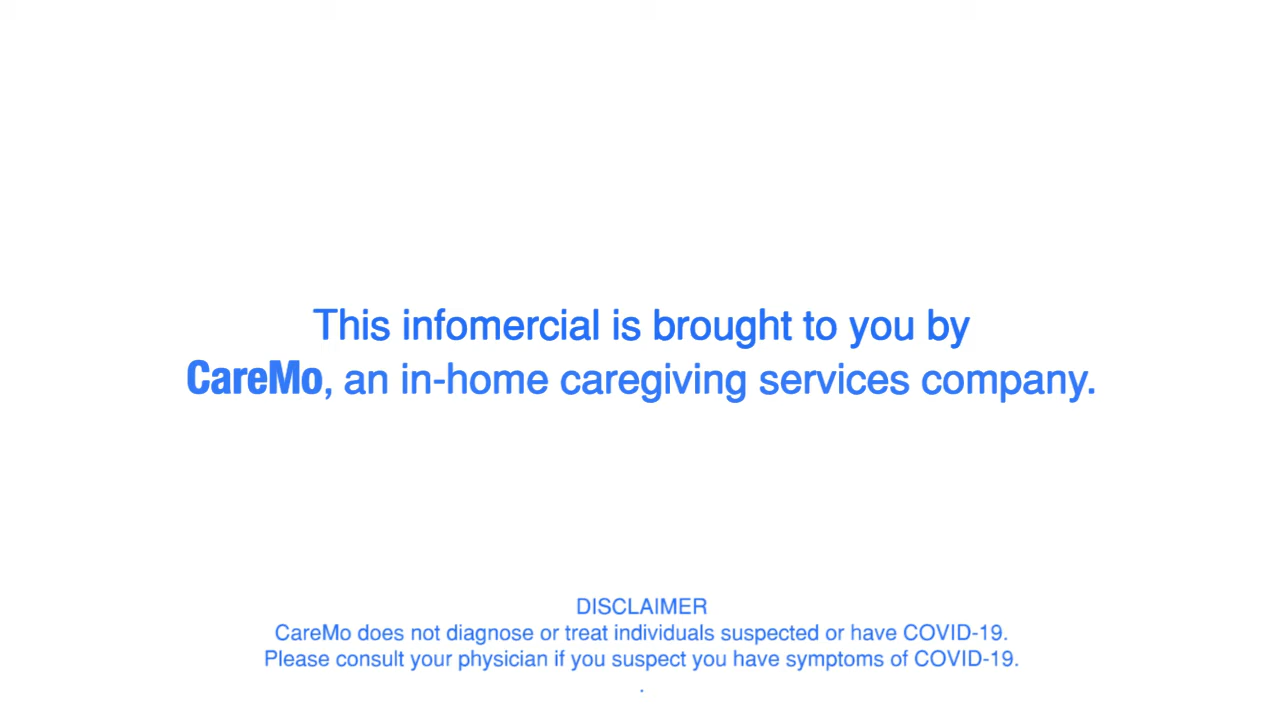 This infomercial is brought to you by
CareMo, an in-home caregiving services company.
DISCLAIMER
CareMo does not diagnose or treat individuals suspected or have COVID-19.
Please consult your physician if you suspect you have symptoms of COVID-19.
.